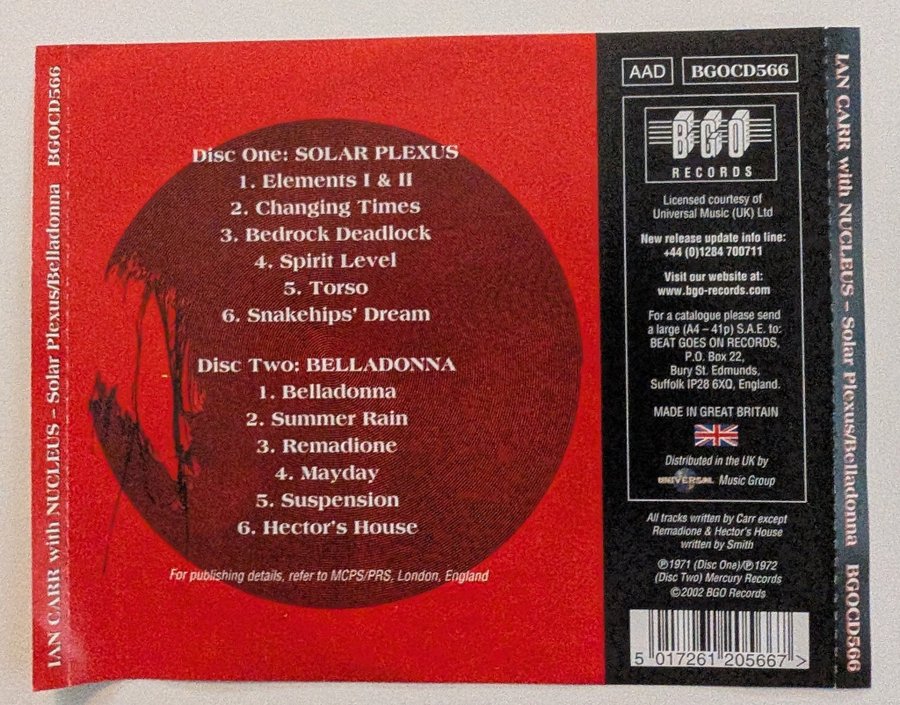 IAN CARR with NUCLEUS – Solar Plexus/Belladonna BGOCD566
Disc One: SOLAR PLEXUS
1. Elements I & II
2. Changing Times
3. Bedrock Deadlock
4. Spirit Level
5. Torso
6. Snakehips' Dream
Disc Two: BELLADONNA
1. Belladonna
2. Summer Rain
3. Remadione
4. Mayday
5. Suspension
6. Hector's House
For publishing details, refer to MCPS/PRS, London, England
AAD BGOCD566
BGO
RECORDS
Licensed courtesy of
Universal Music (UK) Ltd
New release update info line:
+44 (0)1284 700711
Visit our website at:
www.bgo-records.com
For a catalogue please send
a large (A4 – 41p) S.A.E. to:
BEAT GOES ON RECORDS,
P.O. Box 22,
Bury St. Edmunds,
Suffolk IP28 6XQ, England.
MADE IN GREAT BRITAIN
Distributed in the UK by
UNIVERSAL Music Group
All tracks written by Carr except
Remadione & Hector's House
written by Smith
℗1971 (Disc One)/℗1972
(Disc Two) Mercury Records
©2002 BGO Records
5 017261 205667 >
IAN CARR with NUCLEUS – Solar Plexus/Belladonna BGOCD566